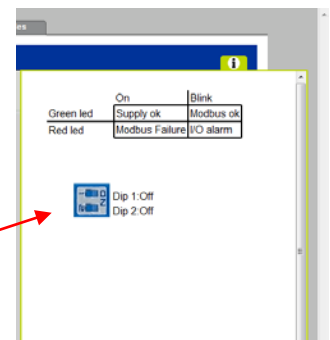 es
i
On Blink
Green led Supply ok Modbus ok
Red led Modbus Failure I/O alarm
Dip 1:Off
Dip 2:Off